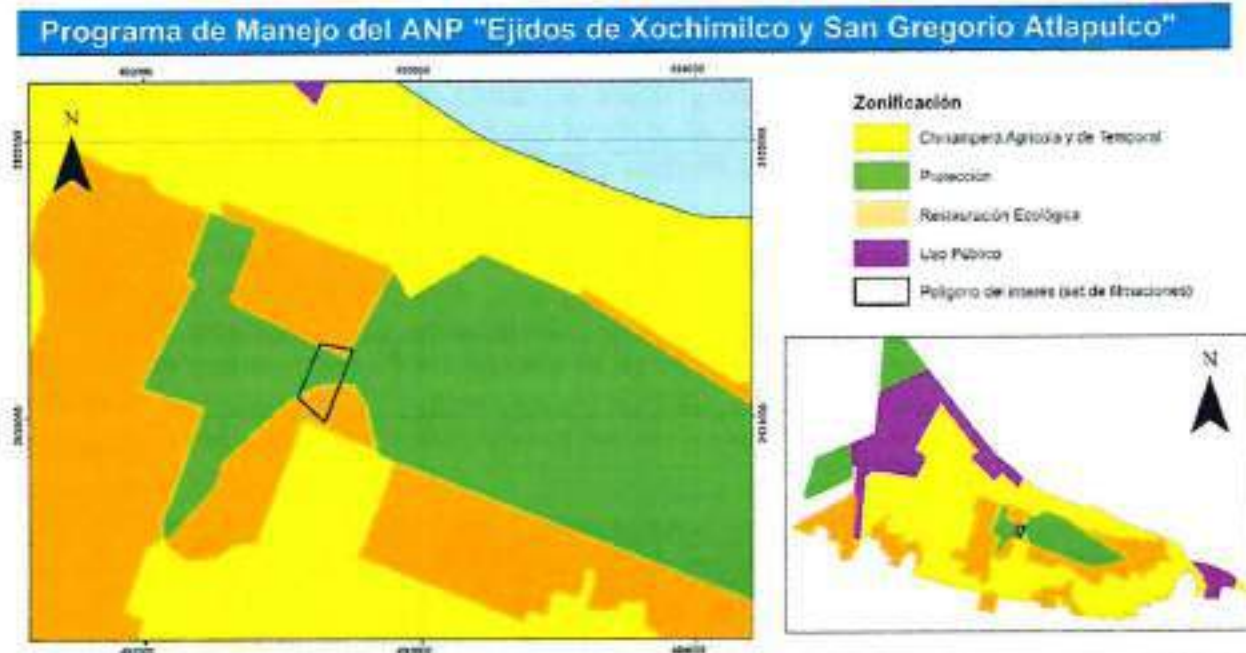 Programa de Manejo del ANP "Ejidos de Xochimilco y San Gregorio Atlapulco"
N
Zonificación
Chinampera Agrícola y de Temporal
Protección
Restauración Ecológica
Uso Público
Polígono del interés (set de filmaciones)
N